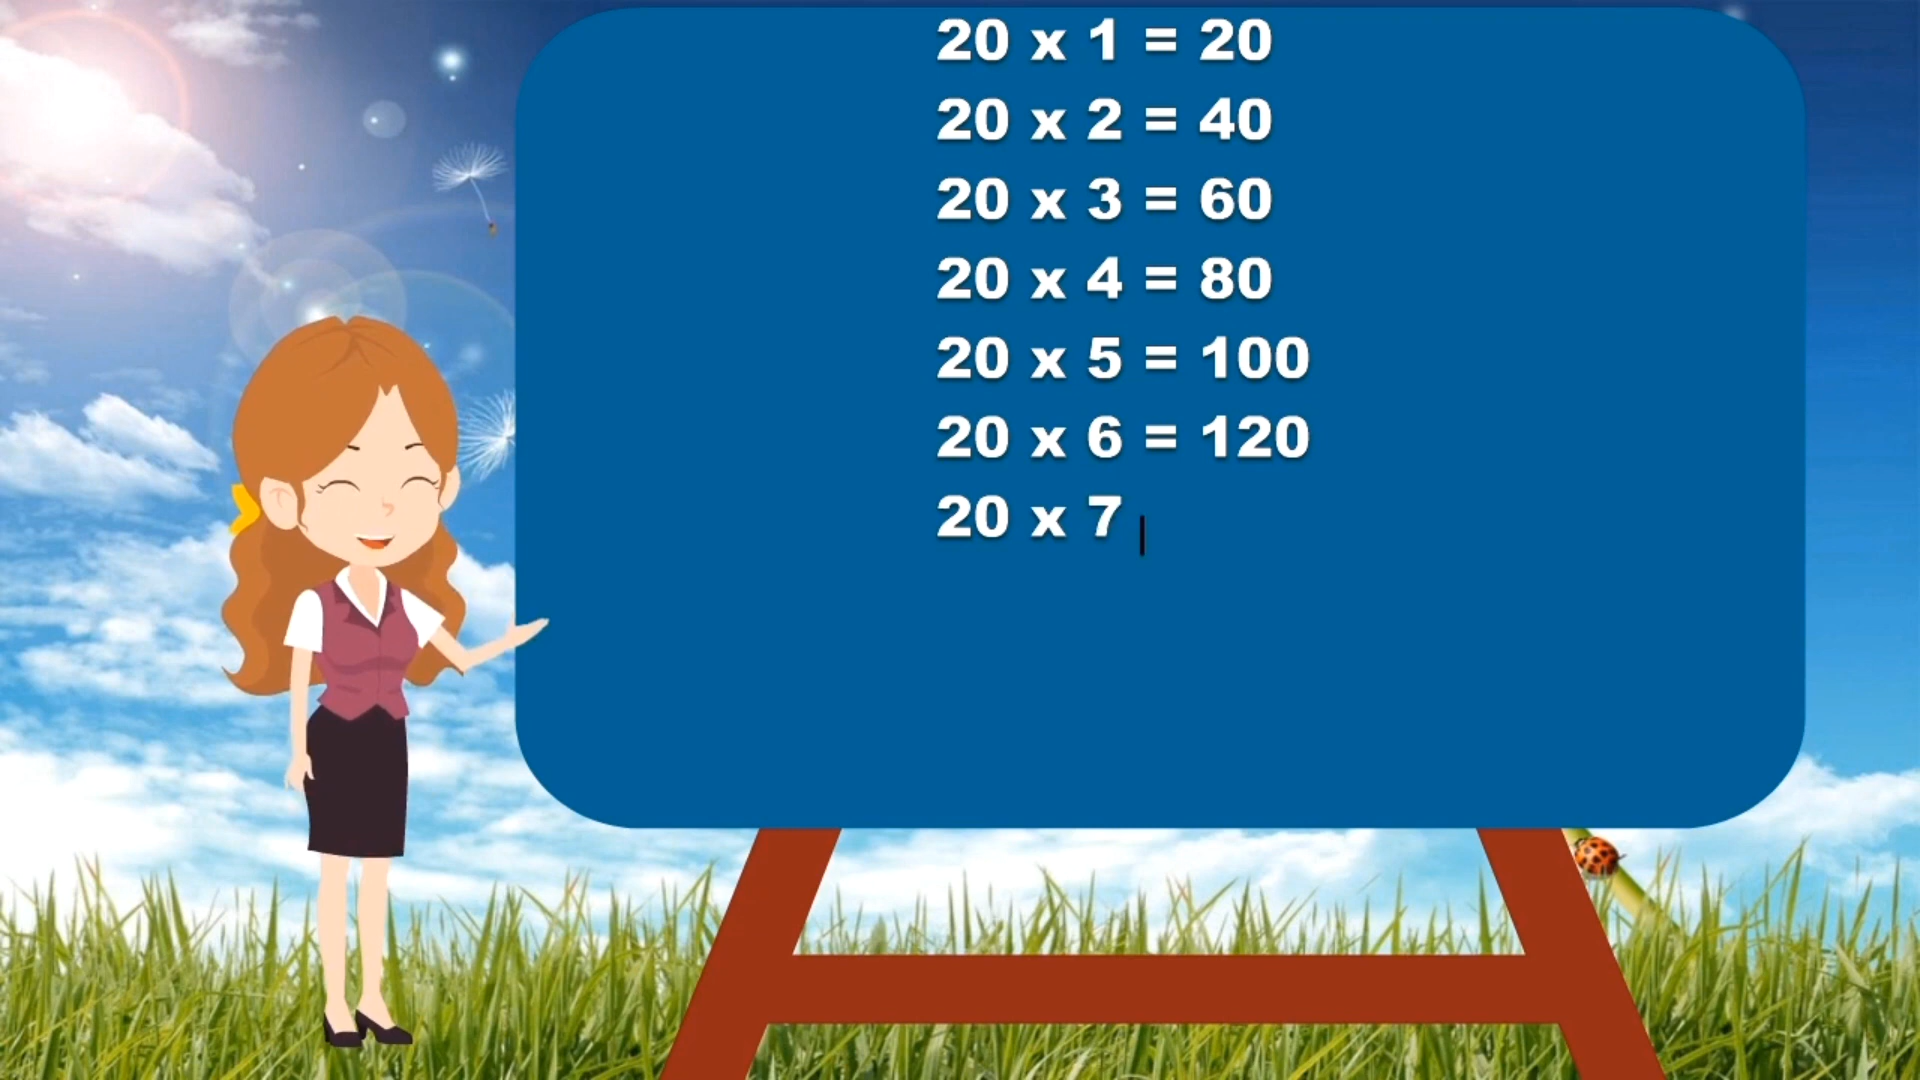 20 x 1 = 20
20 x 2 = 40
20 x 3 = 60
20 x 4 = 80
20 x 5 = 100
20 x 6 = 120
20 x 7